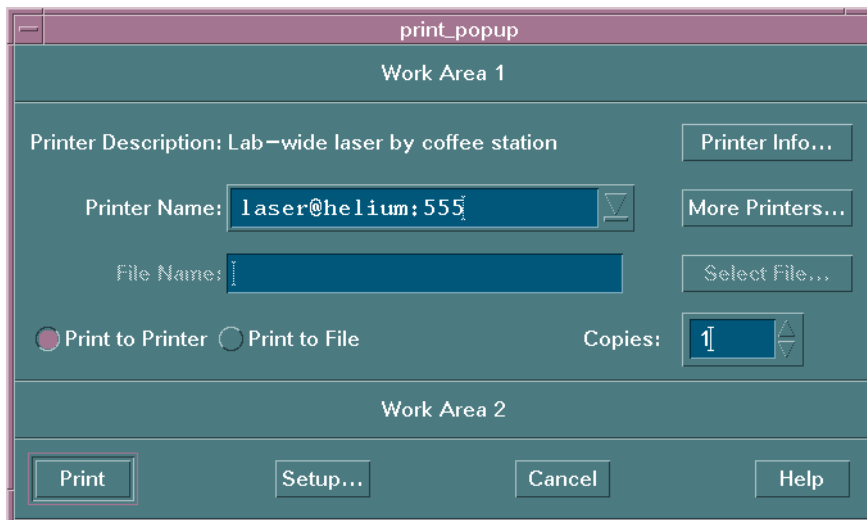 print_popup
Work Area 1
Printer Description: Lab-wide laser by coffee station Printer Info...
Printer Name: laser@helium:555 More Printers...
File Name: Select File...
Print to Printer Print to File Copies: 1
Work Area 2
Print Setup... Cancel Help